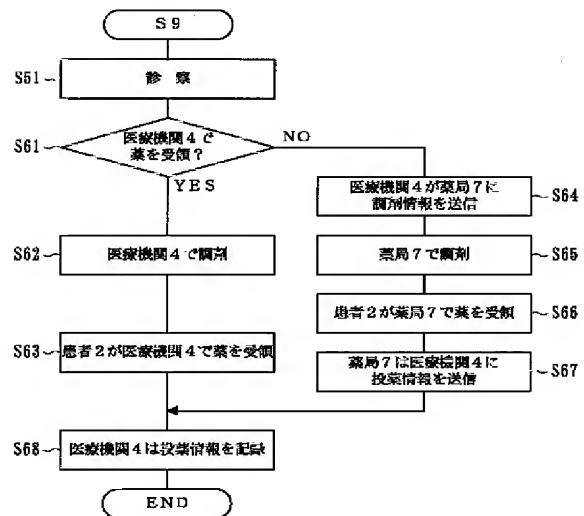 S9
S51
診 察
S61
医療機関4で
薬を受領?
NO
YES
医療機関4が薬局7に
調剤情報を送信
S64
S62
医療機関4で調剤
薬局7で調剤
S65
患者2が薬局7で薬を受領
S66
S63
患者2が医療機関4で薬を受領
薬局7は医療機関4に
投薬情報を送信
S67
S68
医療機関4は投薬情報を記録
END